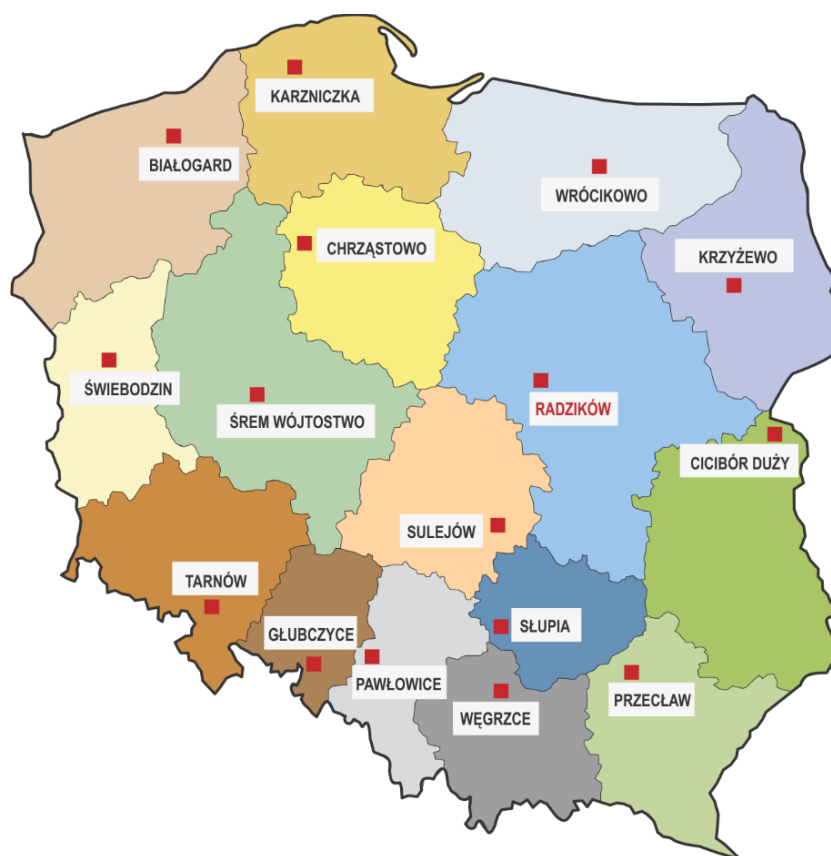 KARZNICZKA
BIAŁOGARD
WRÓCIKOWO
CHRZĄSTOWO
KRZYŻEWO
ŚWIEBODZIN
ŚREM WÓJTOSTWO
RADZIKÓW
CICIBÓR DUŻY
SULEJÓW
TARNÓW
SŁUPIA
GŁUBCZYCE
PAWŁOWICE
PRZECŁAW
WĘGRZCE